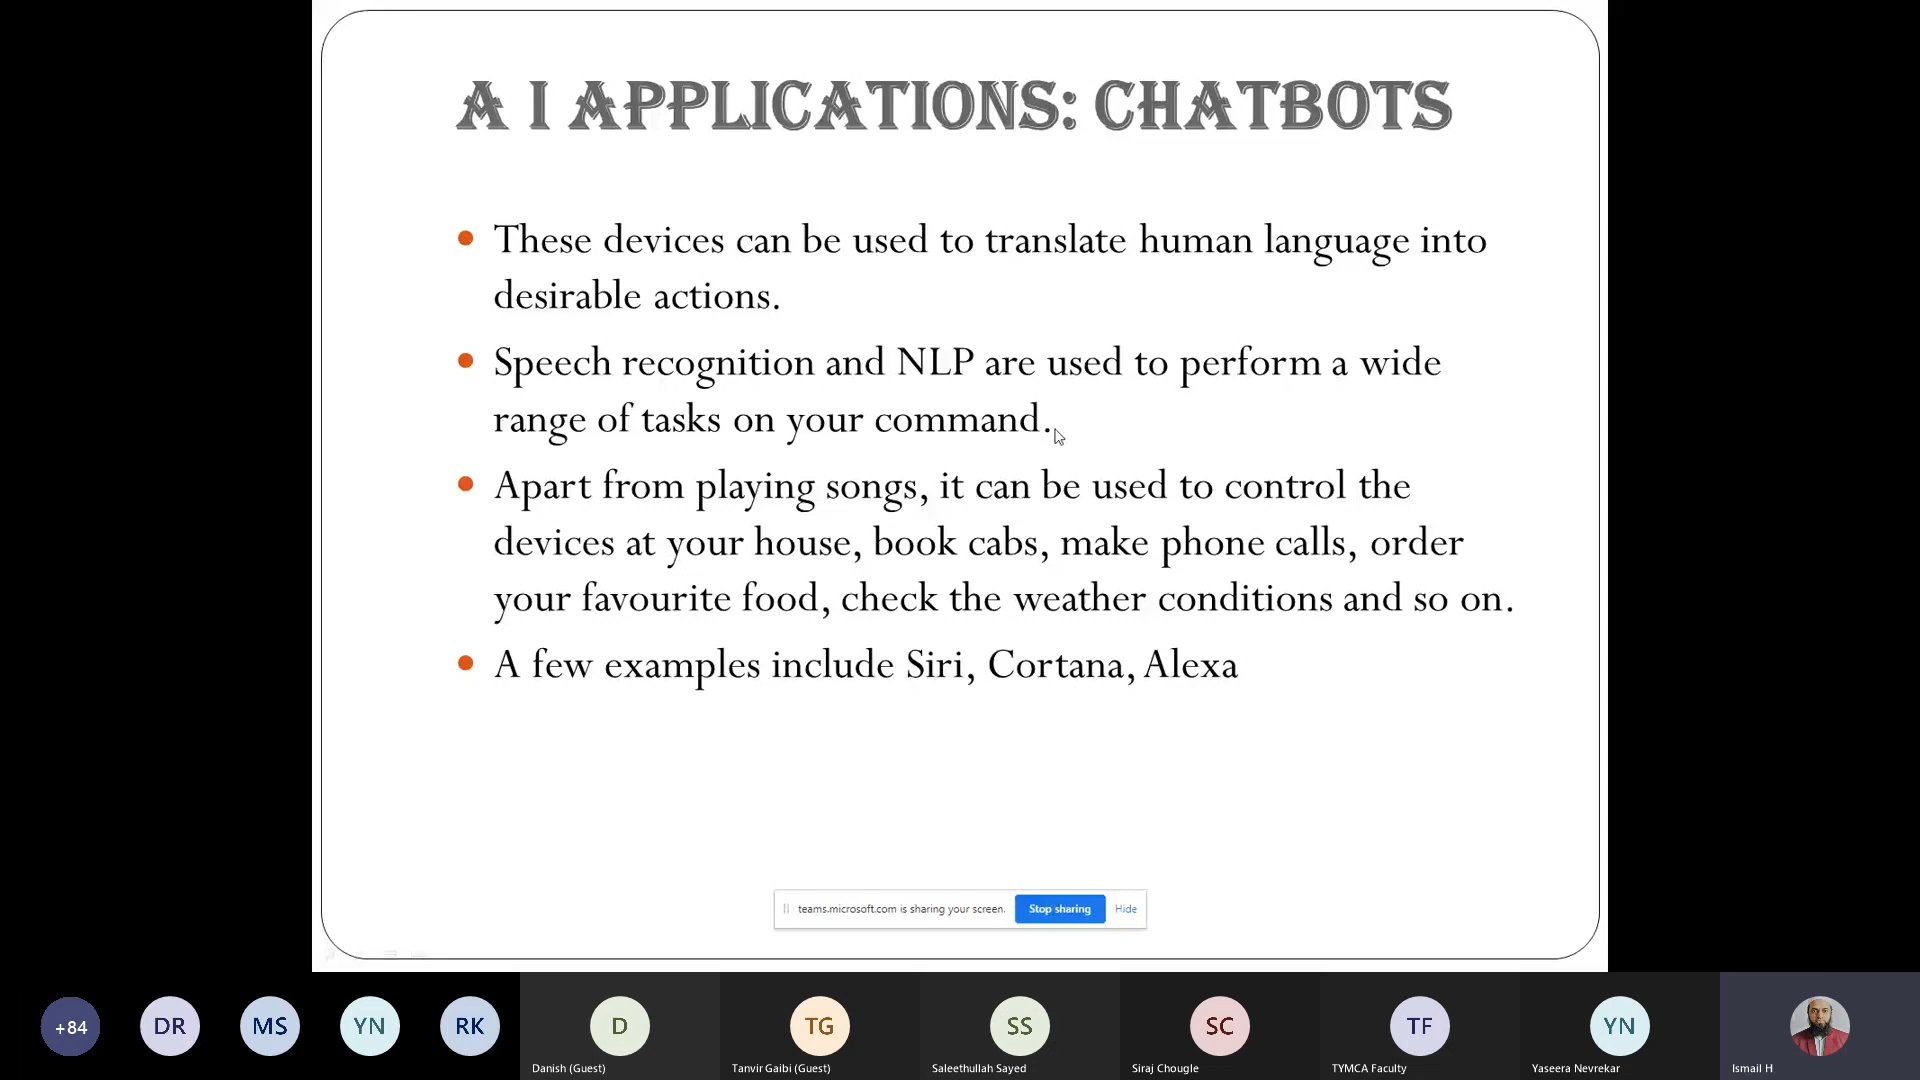 A I APPLICATIONS: CHATBOTS
These devices can be used to translate human language into
desirable actions.
Speech recognition and NLP are used to perform a wide
range of tasks on your command.
Apart from playing songs, it can be used to control the
devices at your house, book cabs, make phone calls, order
your favourite food, check the weather conditions and so on.
A few examples include Siri, Cortana, Alexa
teams.microsoft.com is sharing your screen. Stop sharing Hide
+84 DR MS YN RK D TG SS SC TF YN
Danish (Guest) Tanvir Gaibi (Guest) Saleethullah Sayed Siraj Chougle TYMCA Faculty Yaseera Nevrekar Ismail H